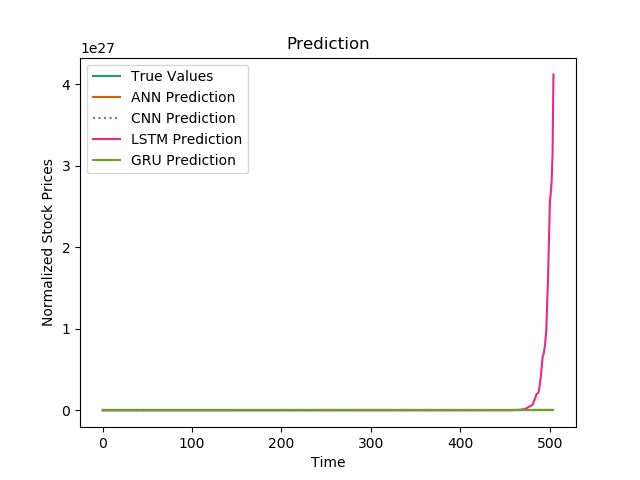 Prediction
1e27
True Values
ANN Prediction
CNN Prediction
LSTM Prediction
GRU Prediction
4
3
2
1
0
Normalized Stock Prices
0 100 200 300 400 500
Time